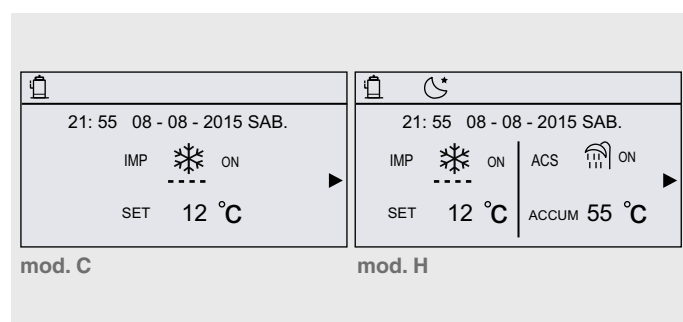 21: 55 08 - 08 - 2015 SAB.
IMP ON
SET 12 °C
mod. C
21: 55 08 - 08 - 2015 SAB.
IMP ON ACS ON
SET 12 °C ACCUM 55 °C
mod. H